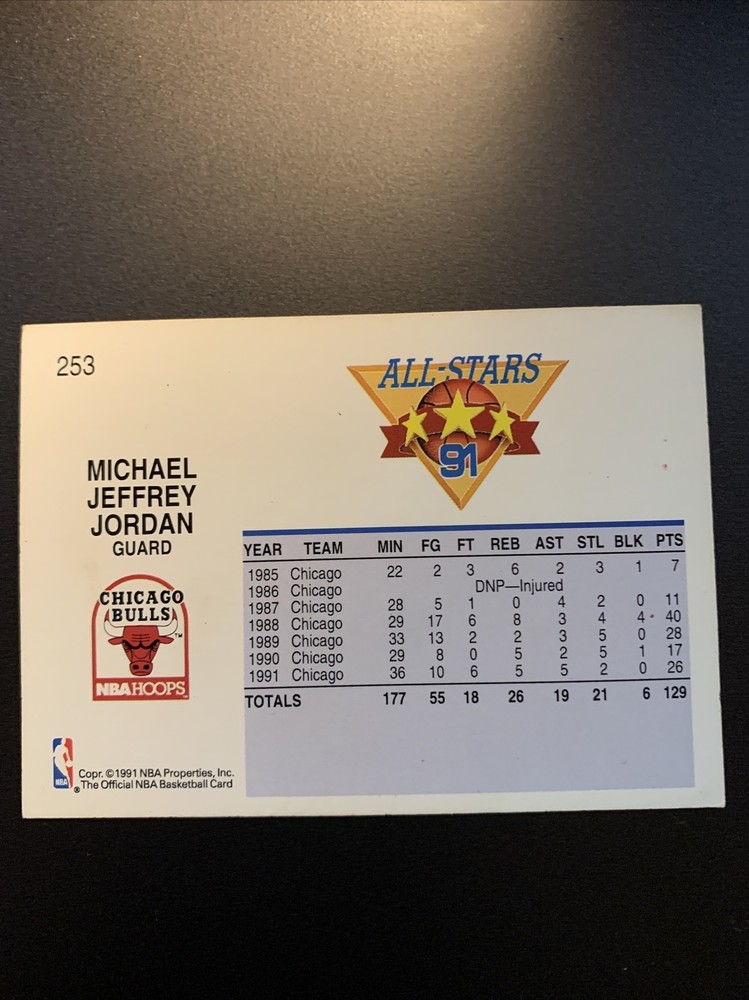 253
ALL-STARS
91
MICHAEL
JEFFREY
JORDAN
GUARD
CHICAGO
BULLS
TM
NBA HOOPS
YEAR TEAM MIN FG FT REB AST STL BLK PTS
1985 Chicago 22 2 3 6 2 3 1 7
1986 Chicago DNP—Injured
1987 Chicago 28 5 1 0 4 2 0 11
1988 Chicago 29 17 6 8 3 4 4 40
1989 Chicago 33 13 2 2 3 5 0 28
1990 Chicago 29 8 0 5 2 5 1 17
1991 Chicago 36 10 6 5 5 2 0 26
TOTALS 177 55 18 26 19 21 6 129
NBA
®
Copr. ©1991 NBA Properties, Inc.
The Official NBA Basketball Card